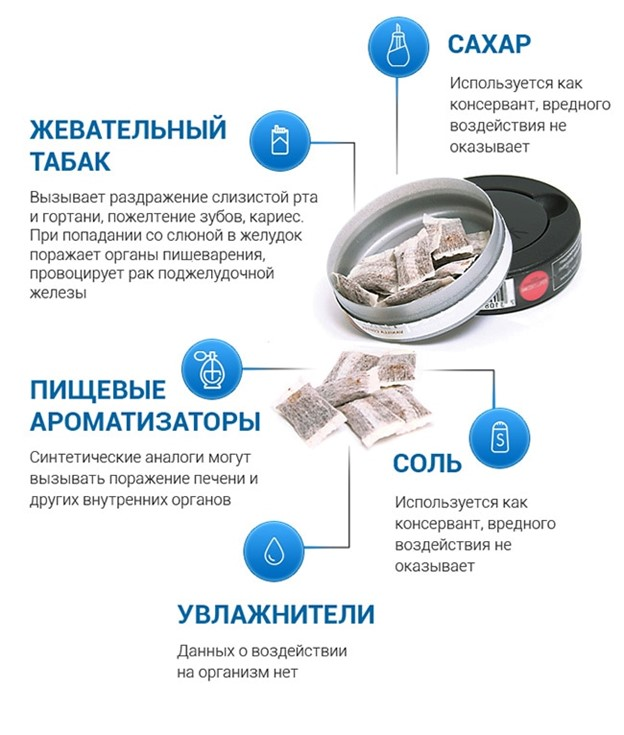 САХАР
Используется как
консервант, вредного
воздействия не
оказывает
ЖЕВАТЕЛЬНЫЙ
ТАБАК
Вызывает раздражение слизистой рта
и гортани, пожелтение зубов, кариес.
При попадании со слюной в желудок
поражает органы пищеварения,
провоцирует рак поджелудочной
железы
ПИЩЕВЫЕ
АРОМАТИЗАТОРЫ
Синтетические аналоги могут
вызывать поражение печени и
других внутренних органов
S
СОЛЬ
Используется как
консервант, вредного
воздействия не
оказывает
УВЛАЖНИТЕЛИ
Данных о воздействии
на организм нет